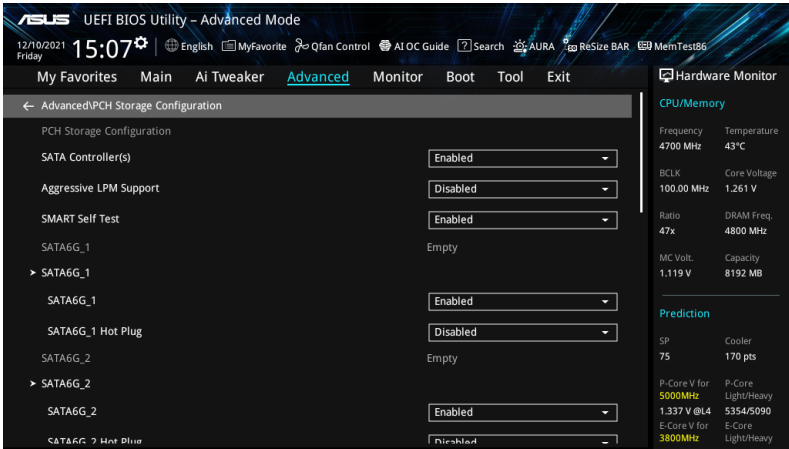 ASUS UEFI BIOS Utility – Advanced Mode
12/10/2021 Friday 15:07 English MyFavorite Qfan Control AI OC Guide ? Search AURA ReSize BAR MemTest86
My Favorites Main Ai Tweaker Advanced Monitor Boot Tool Exit
← Advanced\PCH Storage Configuration
PCH Storage Configuration
SATA Controller(s) Enabled
Aggressive LPM Support Disabled
SMART Self Test Enabled
SATA6G_1 Empty
SATA6G_1
SATA6G_1 Enabled
SATA6G_1 Hot Plug Disabled
SATA6G_2 Empty
SATA6G_2
SATA6G_2 Enabled
SATA6G_2 Hot Plug Disabled
Hardware Monitor
CPU/Memory
Frequency Temperature
4700 MHz 43°C
BCLK Core Voltage
100.00 MHz 1.261 V
Ratio DRAM Freq.
47x 4800 MHz
MC Volt. Capacity
1.119 V 8192 MB
Prediction
SP Cooler
75 170 pts
P-Core V for P-Core
5000MHz Light/Heavy
1.337 V @L4 5354/5090
E-Core V for E-Core
3800MHz Light/Heavy